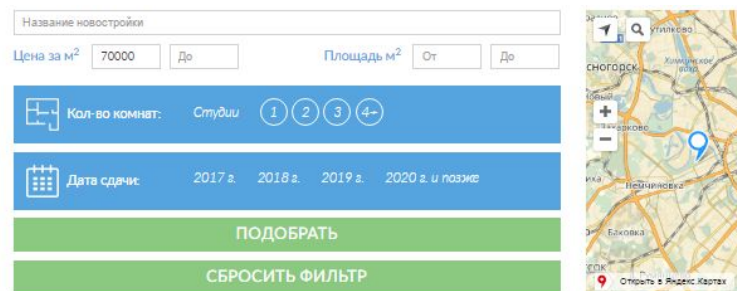 Название новостройки
Цена за м² 70000 До Площадь м² От До
Кол-во комнат: Студии 1 2 3 4+
Дата сдачи: 2017 г. 2018 г. 2019 г. 2020 г. и позже
ПОДОБРАТЬ
СБРОСИТЬ ФИЛЬТР
утилково
сногорск
Химкинское
вдхр.
Немчиновка
Баковка
Открыть в Яндекс.Картах